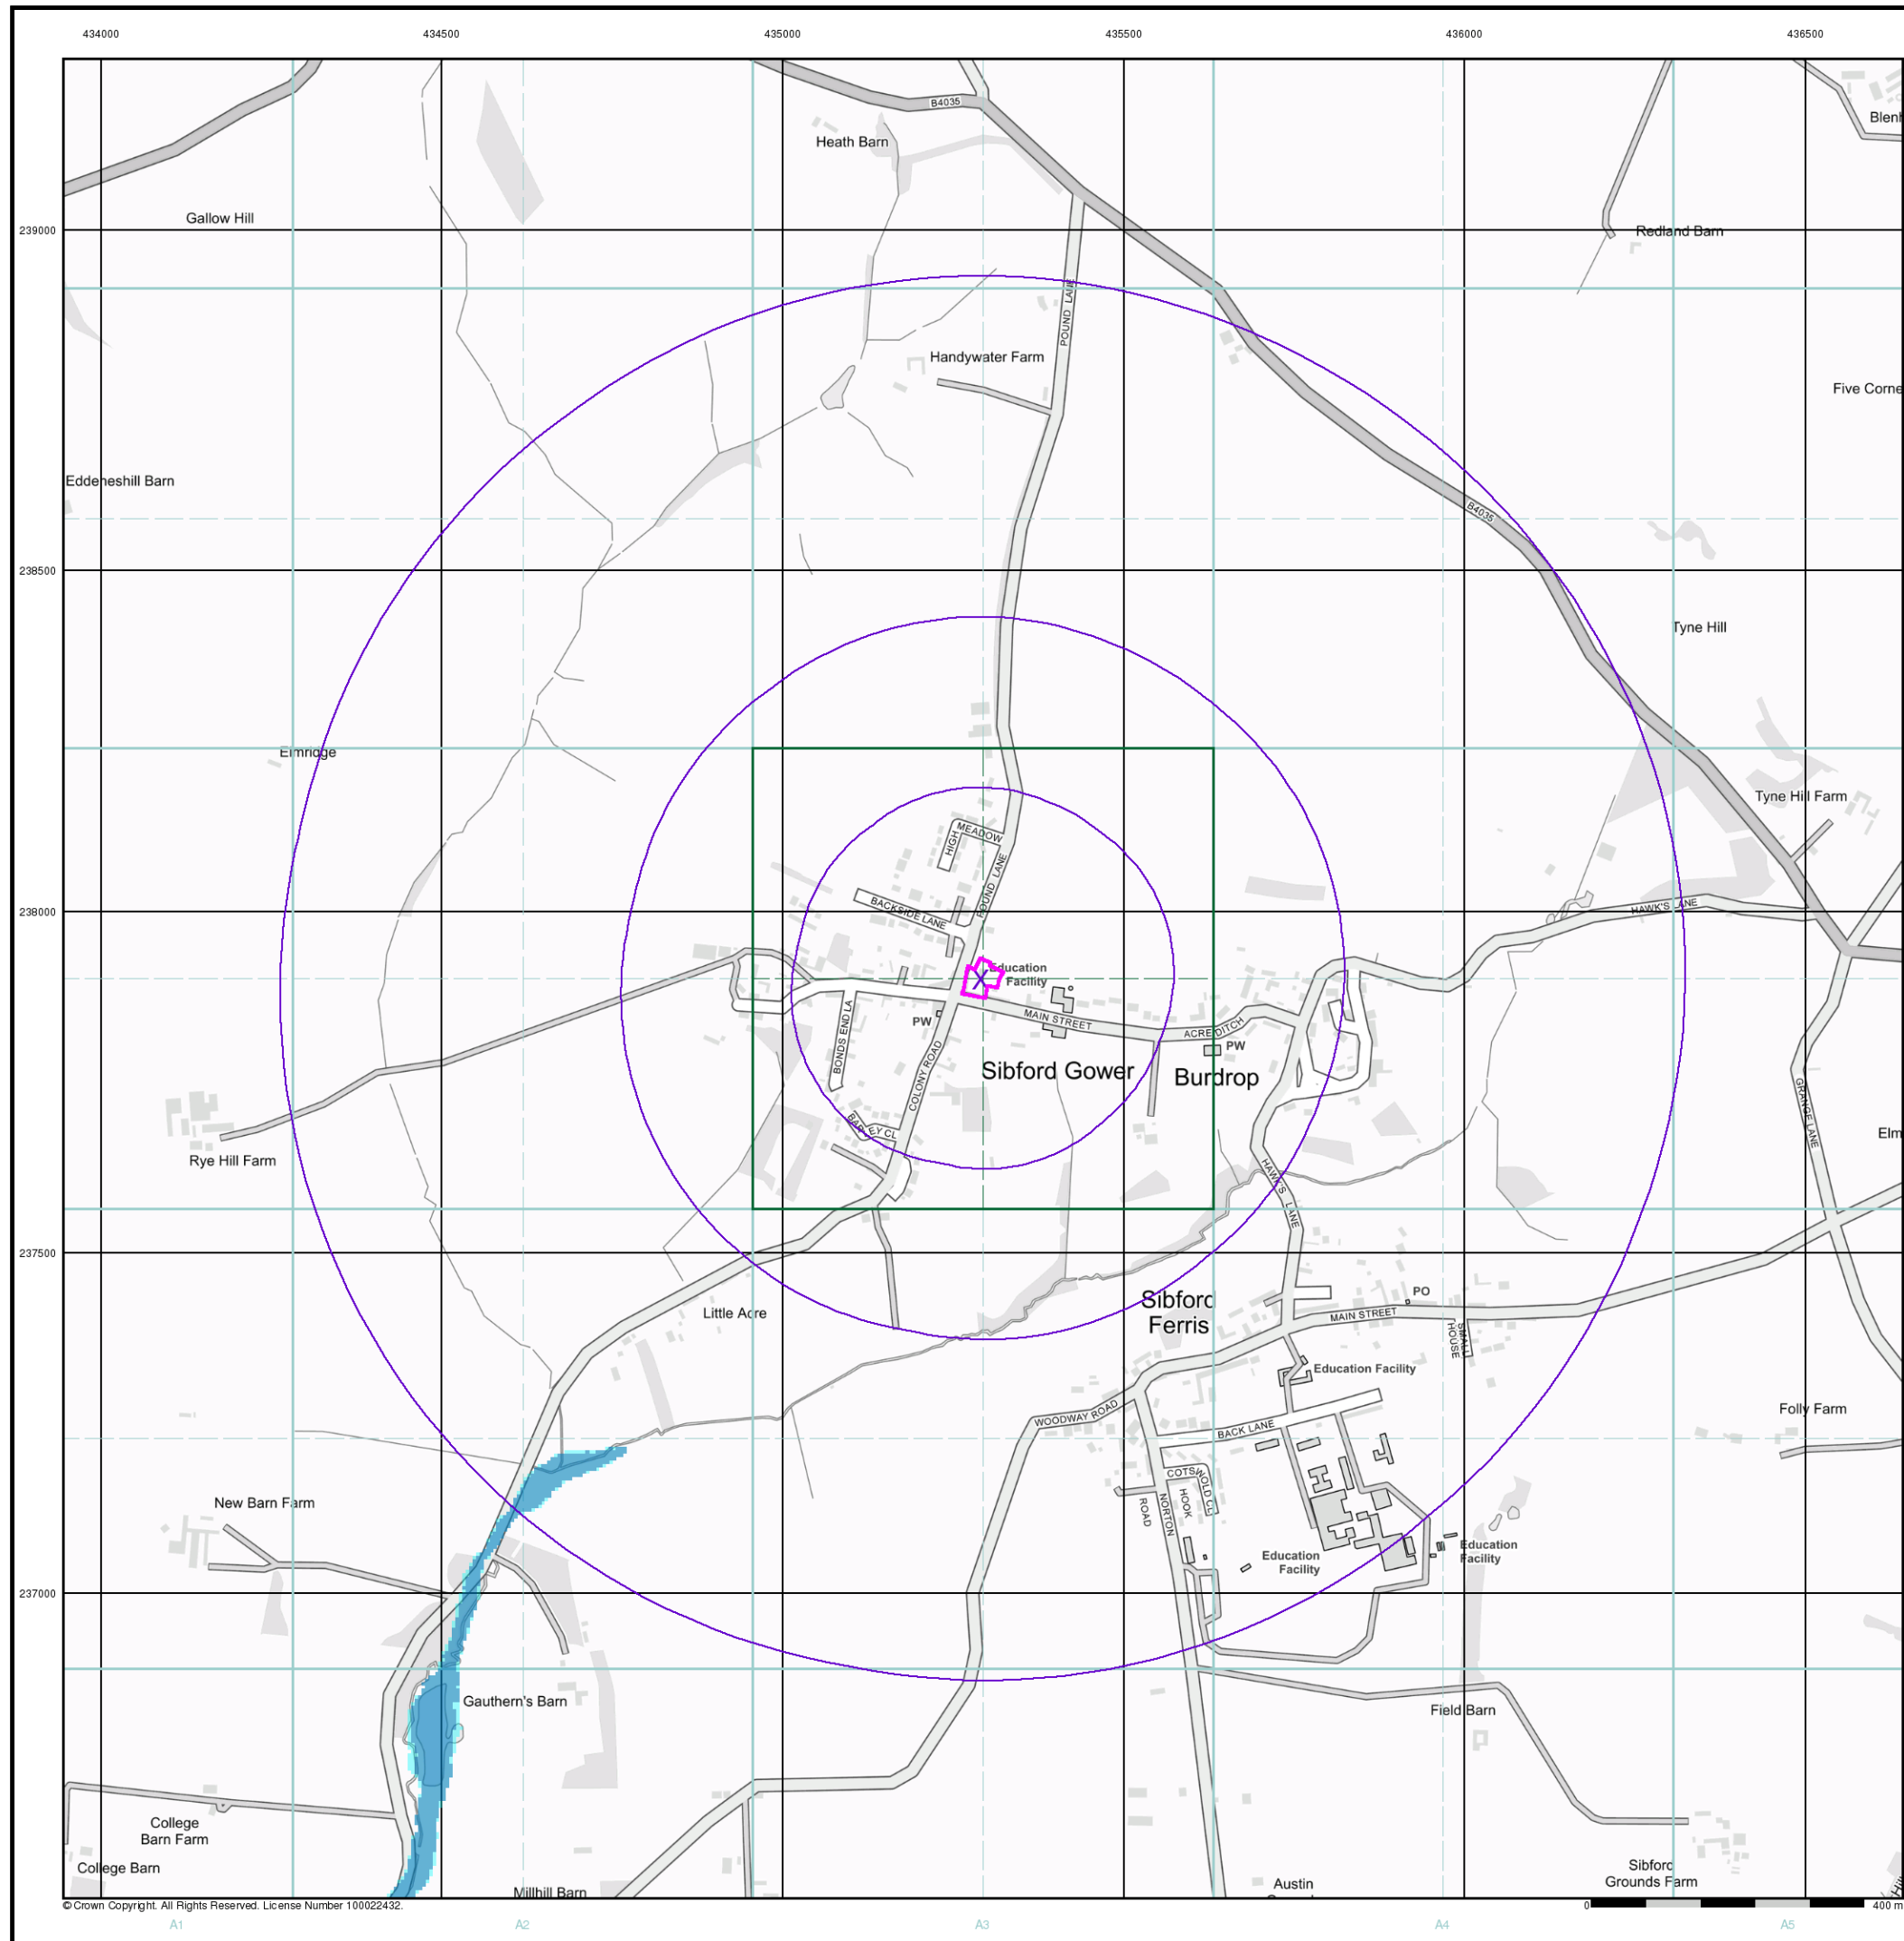 434000 434500 435000 435500 436000 436500
B4035
Heath Barn
Gallow Hill
239000
Redland Barn
POUND LANE
Handywater Farm
Eddeneshill Barn
B4035
238500
Tyne Hill
Elmridge
Tyne Hill Farm
HIGH MEADOW
POUND LANE
BACKSIDE LANE
238000
HAWK'S LANE
Education
Facility
X
MAIN STREET
ACRE DITCH
PW
PW
BONDS END LA
COLONY ROAD
Sibford Gower
Burdrop
GRANGE LANE
Rye Hill Farm
HAWK'S LANE
237500
Little Acre
Sibford
Ferris
PO
MAIN STREET
SMALL
HOUSE
Education Facility
WOODWAY ROAD
BACK LANE
Folly Farm
COTSWOLD CL
HOOK
NORTON
ROAD
New Barn Farm
Education
Facility
Education
Facility
237000
Gauthern's Barn
Field Barn
College
Barn Farm
College Barn
Sibford
Grounds Farm
Millhill Barn
Austin
© Crown Copyright. All Rights Reserved. License Number 100022432.
0 400 m
A1 A2 A3 A4 A5